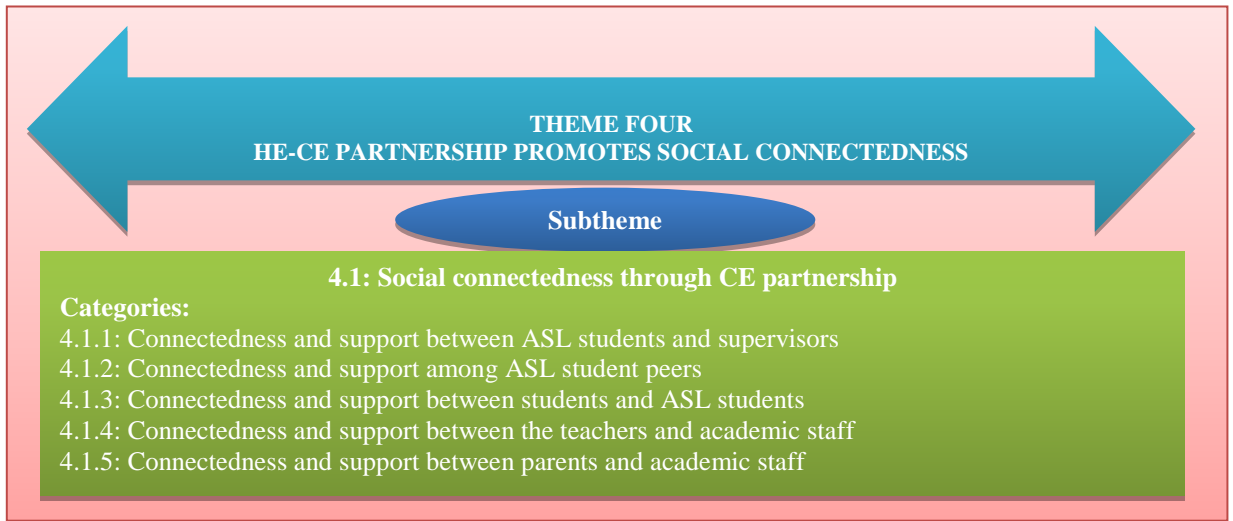 THEME FOUR
HE-CE PARTNERSHIP PROMOTES SOCIAL CONNECTEDNESS
Subtheme
4.1: Social connectedness through CE partnership
Categories:
4.1.1: Connectedness and support between ASL students and supervisors
4.1.2: Connectedness and support among ASL student peers
4.1.3: Connectedness and support between students and ASL students
4.1.4: Connectedness and support between the teachers and academic staff
4.1.5: Connectedness and support between parents and academic staff